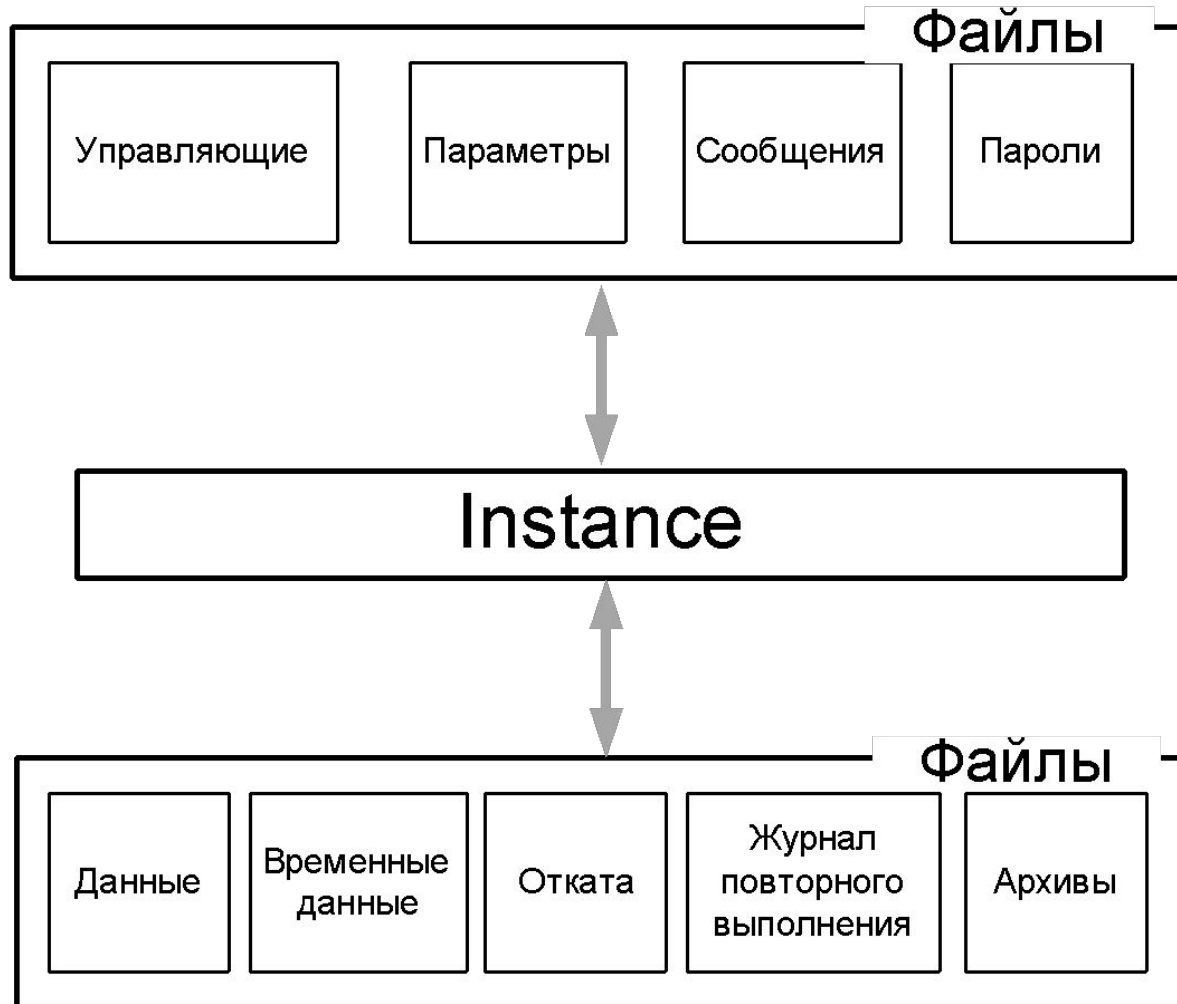 Файлы
Управляющие
Параметры
Сообщения
Пароли
Instance
Файлы
Данные
Временные
данные
Отката
Журнал
повторного
выполнения
Архивы